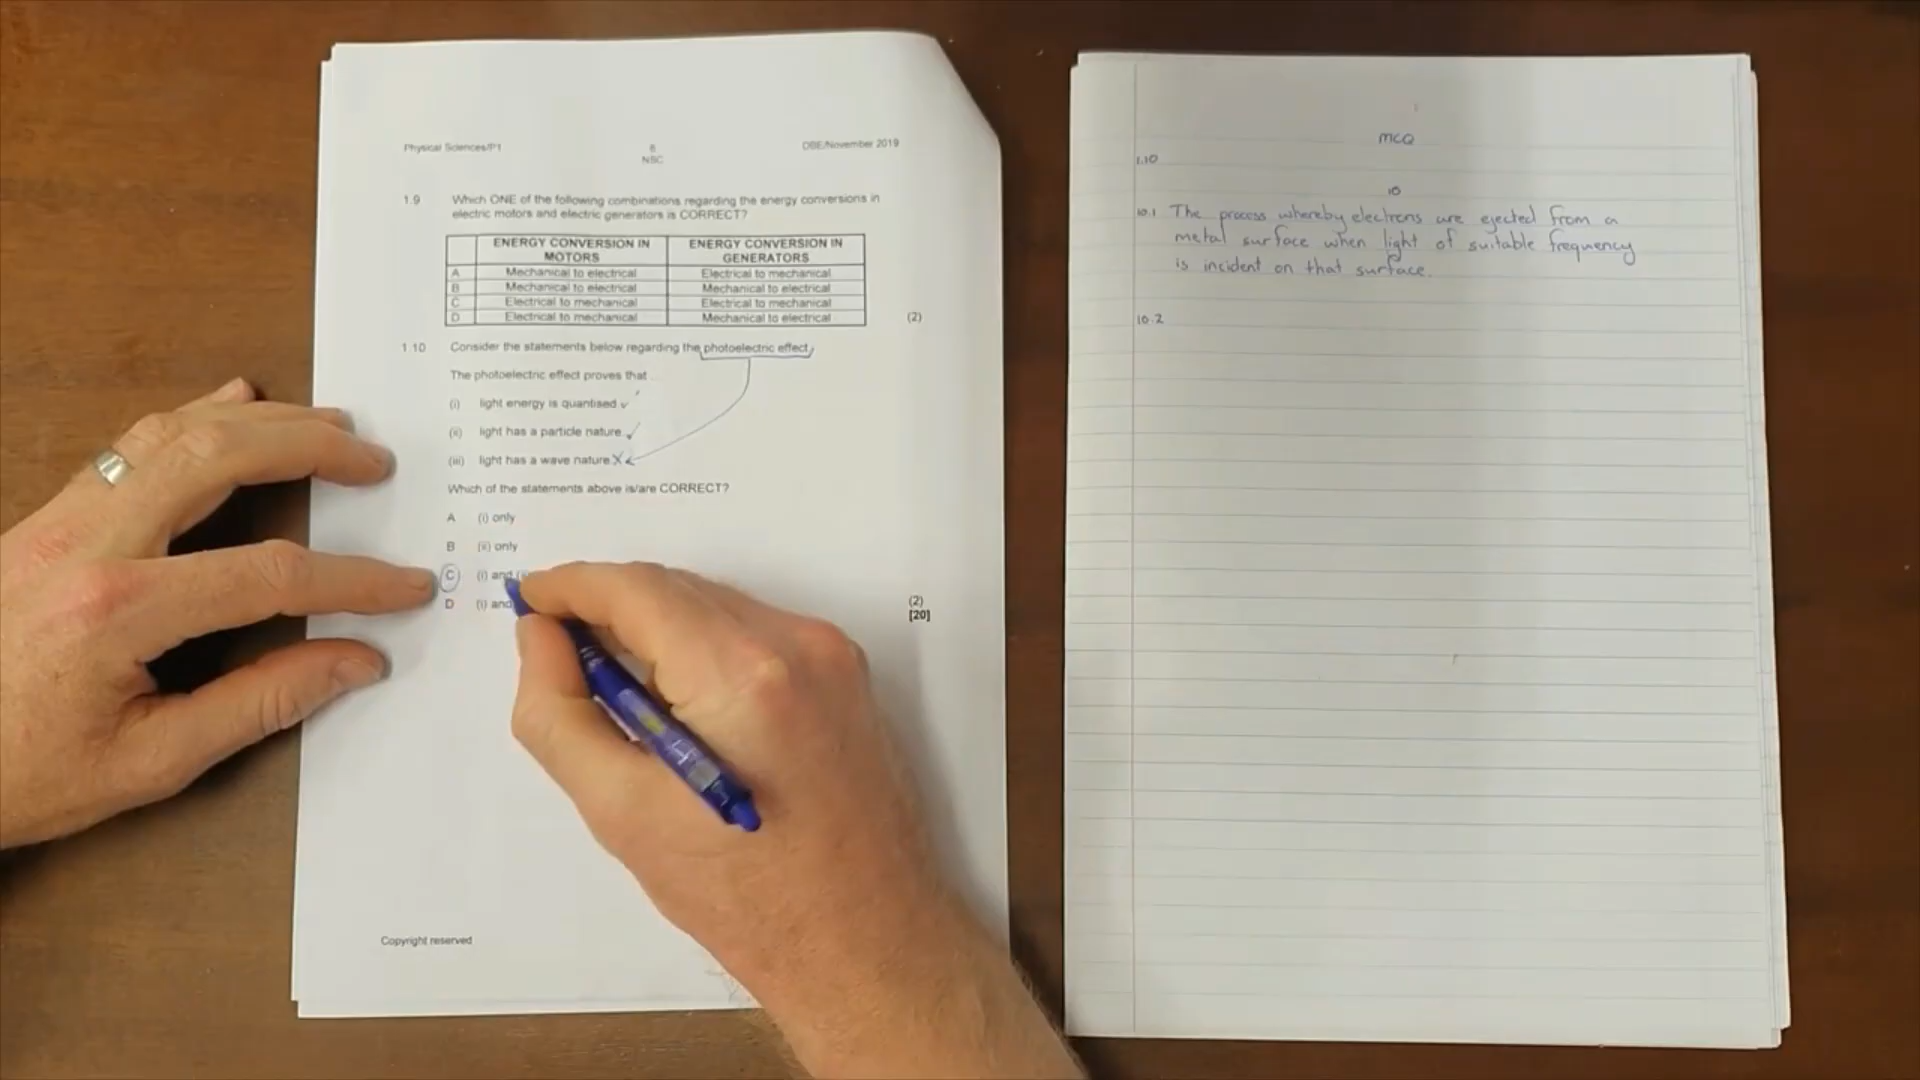 Physical Sciences/P1 6 DBE/November 2019
NSC
1.9 Which ONE of the following combinations regarding the energy conversions in
electric motors and electric generators is CORRECT?
ENERGY CONVERSION IN MOTORS ENERGY CONVERSION IN GENERATORS
A Mechanical to electrical Electrical to mechanical
B Mechanical to electrical Mechanical to electrical
C Electrical to mechanical Electrical to mechanical
D Electrical to mechanical Mechanical to electrical (2)
1.10 Consider the statements below regarding the photoelectric effect.
The photoelectric effect proves that
(i) light energy is quantised ✓
(ii) light has a particle nature ✓
(iii) light has a wave nature X
Which of the statements above is/are CORRECT?
A (i) only
B (ii) only
C (i) and
D (i) and (2)
[20]
Copyright reserved
MCQ
1.10
10
10.1 The process whereby electrons are ejected from a
metal surface when light of suitable frequency
is incident on that surface.
10.2